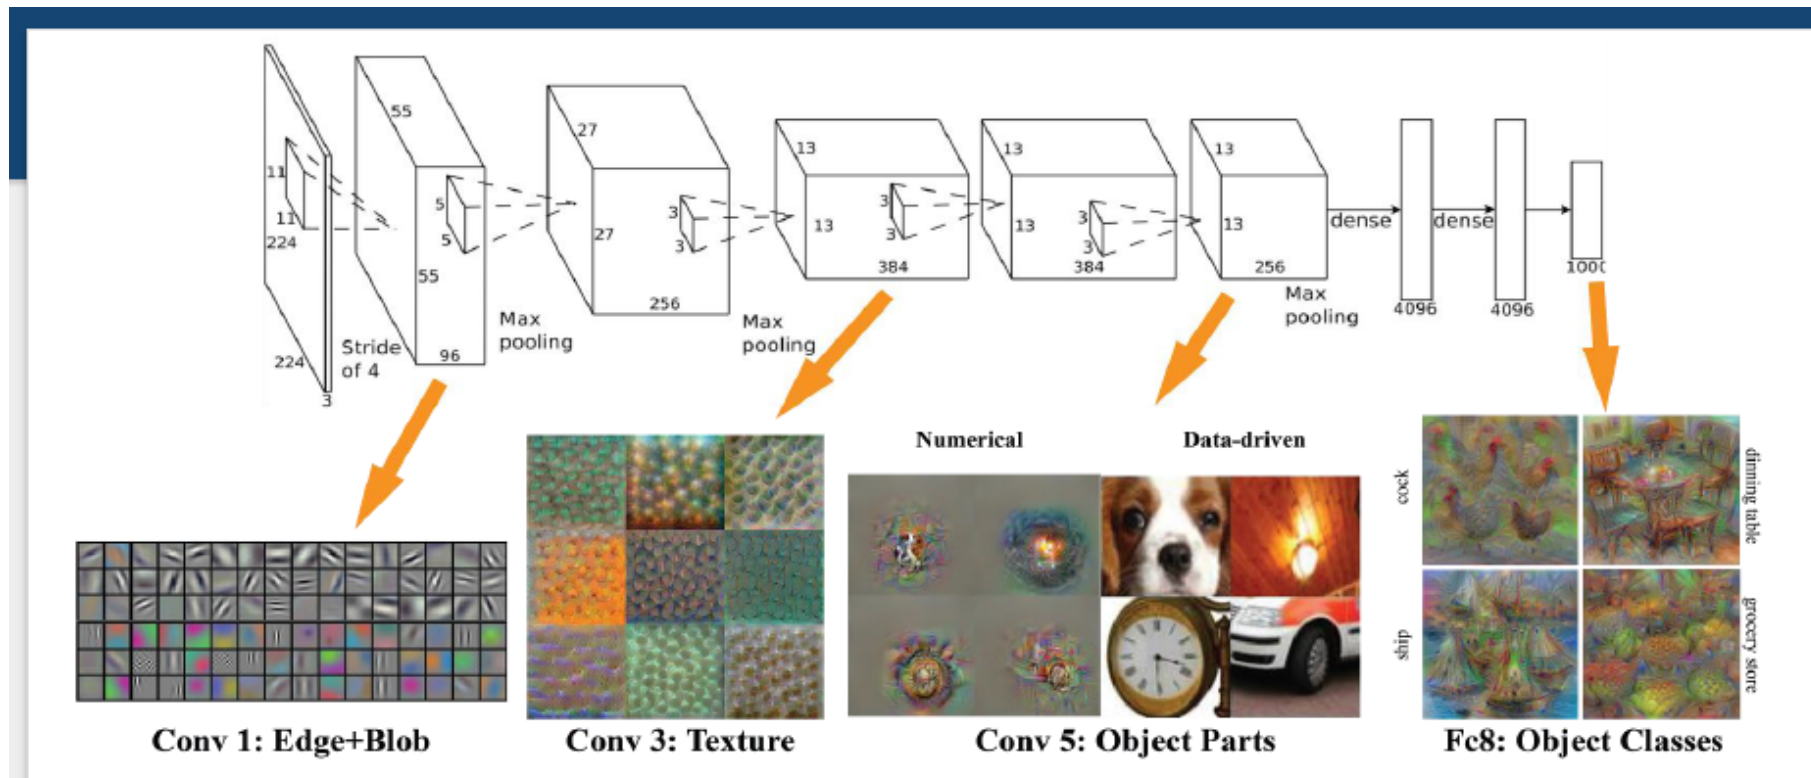 55
27
13
13
13
11
11
5
5
3
3
3
3
3
3
224
55
27
13
13
13
dense
dense
384
384
256
1000
256
4096
4096
Max
pooling
Max
pooling
Max
pooling
224
Stride
of 4
96
3
Numerical
Data-driven
cock
dining table
ship
grocery store
Conv 1: Edge+Blob
Conv 3: Texture
Conv 5: Object Parts
Fc8: Object Classes